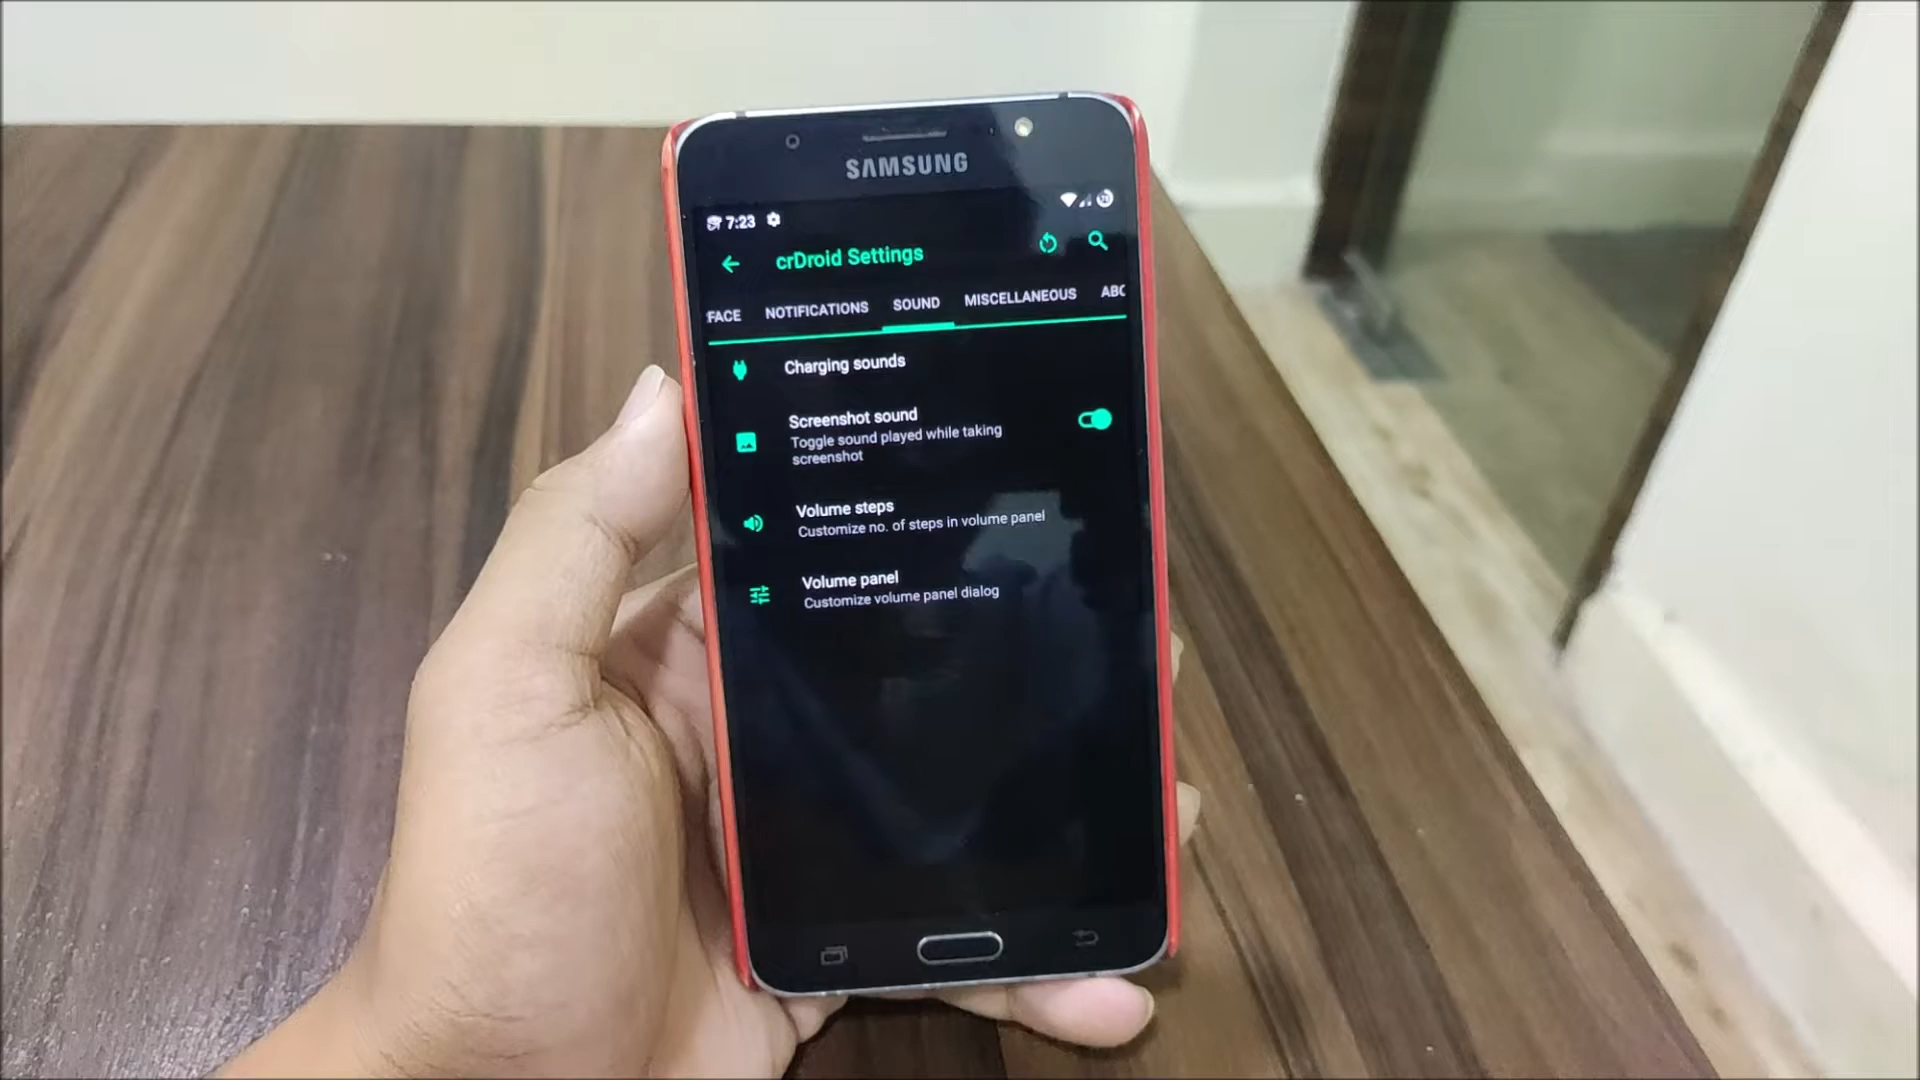 SAMSUNG
7:23
crDroid Settings
FACE NOTIFICATIONS SOUND MISCELLANEOUS ABC
Charging sounds
Screenshot sound
Toggle sound played while taking
screenshot
Volume steps
Customize no. of steps in volume panel
Volume panel
Customize volume panel dialog